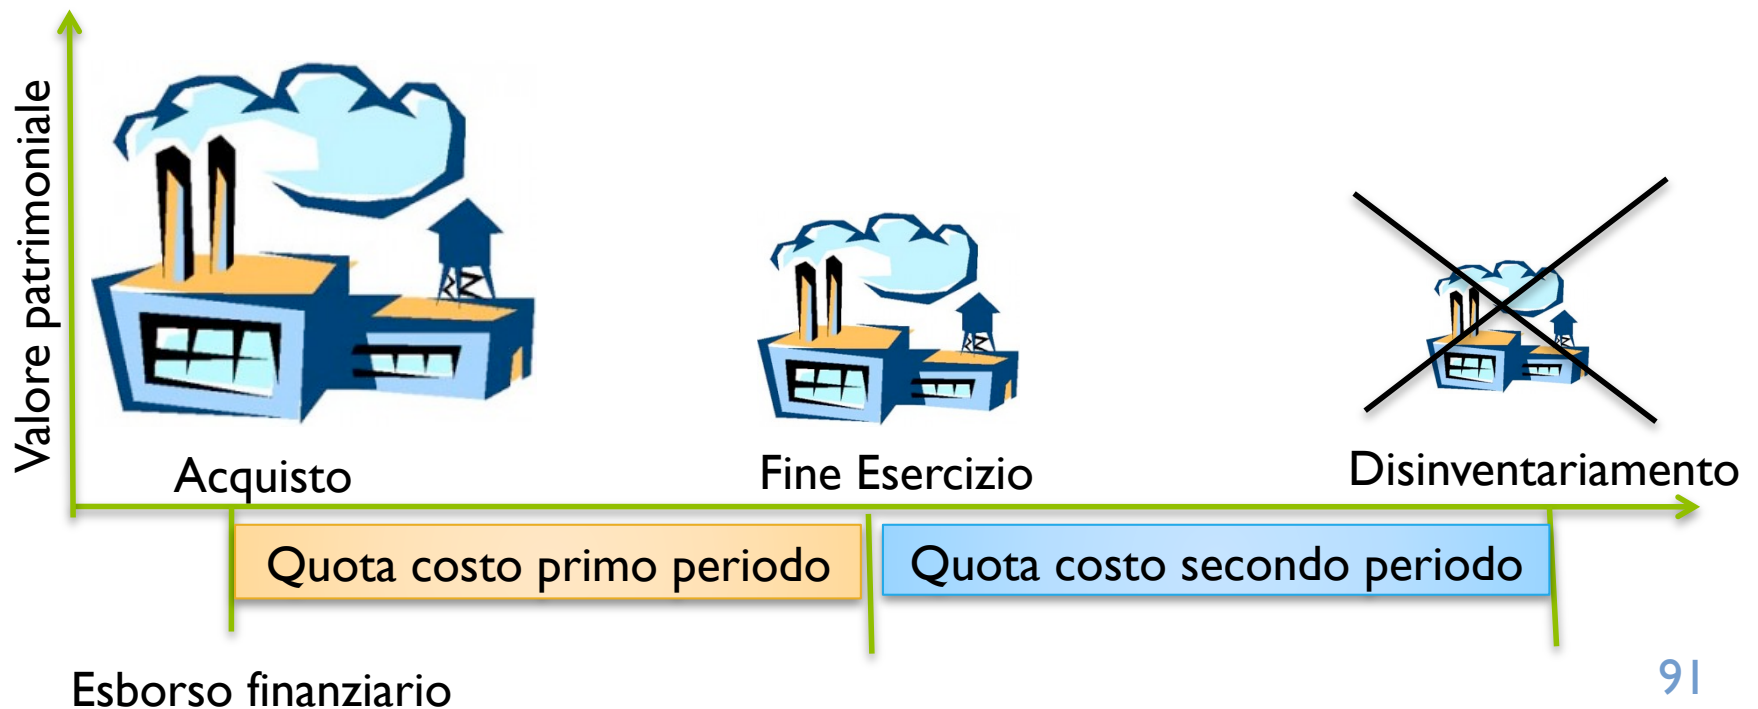 Valore patrimoniale
Acquisto
Fine Esercizio
Disinventariamento
Quota costo primo periodo
Quota costo secondo periodo
Esborso finanziario
91